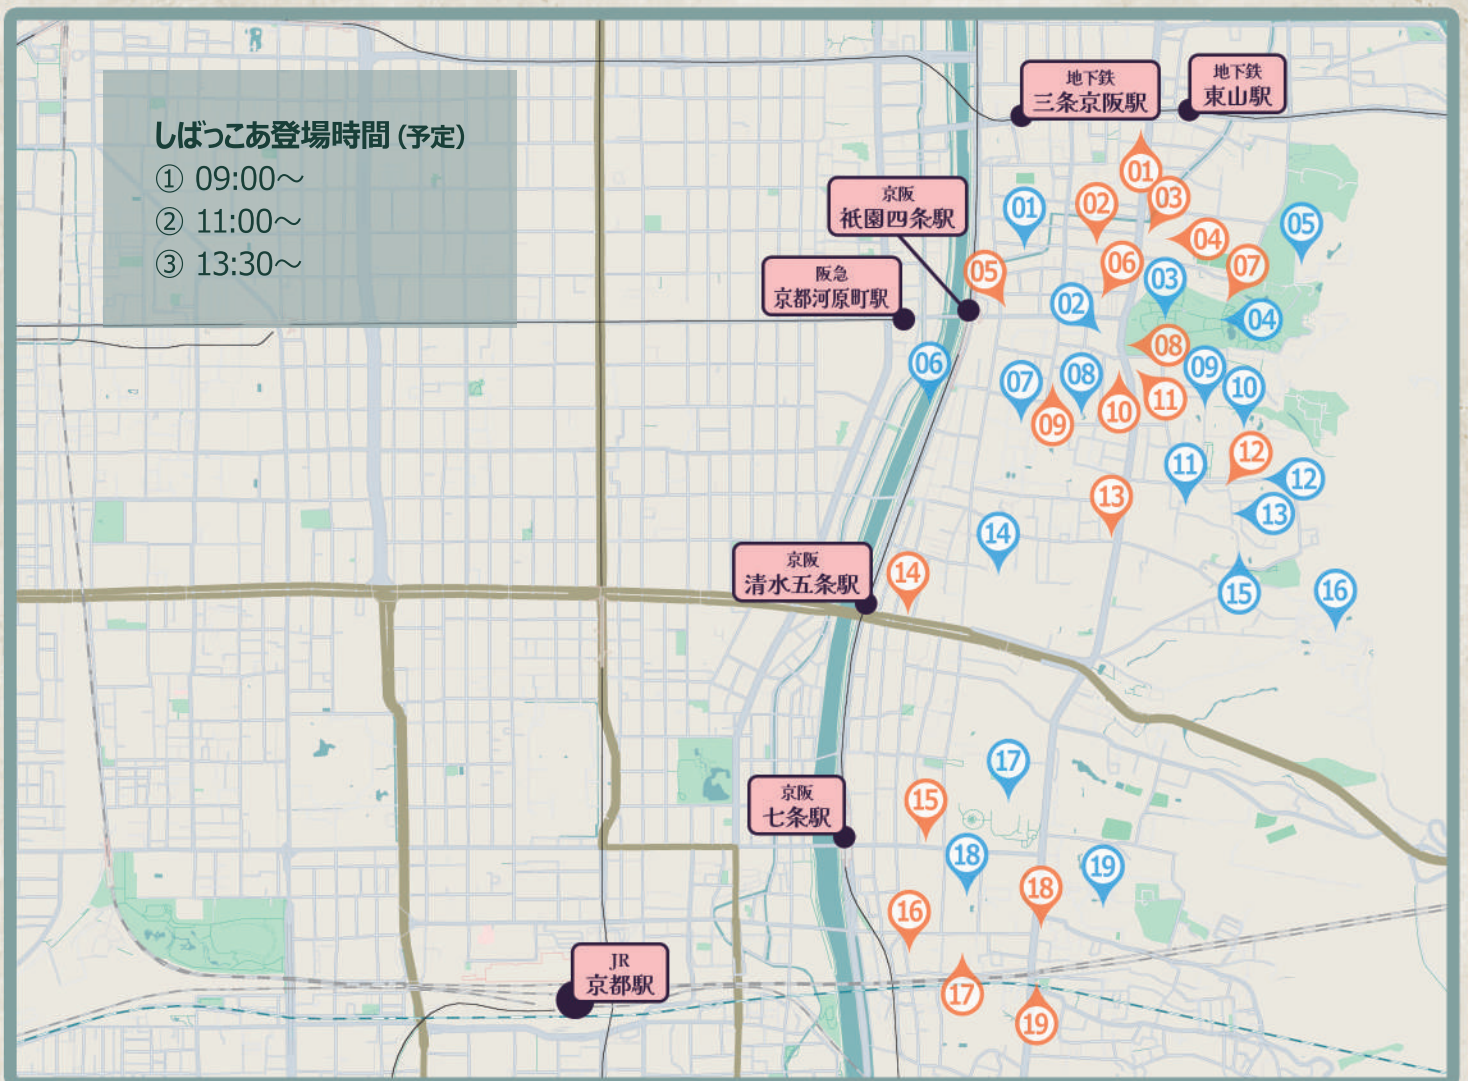 しばっこあ登場時間 (予定)
① 09:00～
② 11:00～
③ 13:30～
地下鉄
三条京阪駅
地下鉄
東山駅
京阪
祇園四条駅
阪急
京都河原町駅
京阪
清水五条駅
京阪
七条駅
JR
京都駅
01
02
03
01
04
05
05
06
07
03
02
04
08
06
09
07
08
10
11
10
09
12
11
12
13
13
14
14
15
16
17
15
18
19
18
16
17
19